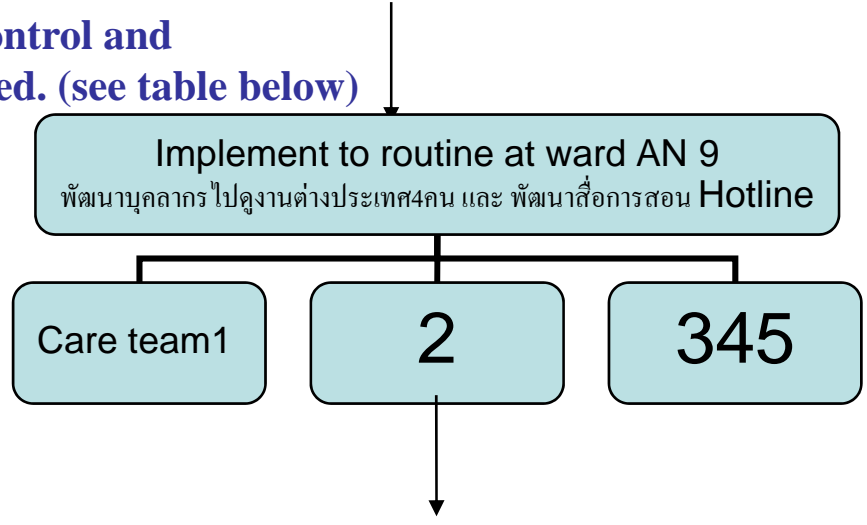 ontrol and
ed. (see table below)
Implement to routine at ward AN 9
พัฒนาบุคลากร ไปดูงานต่างประเทศ4คน และ พัฒนาสื่อการสอน Hotline
Care team1
2
345